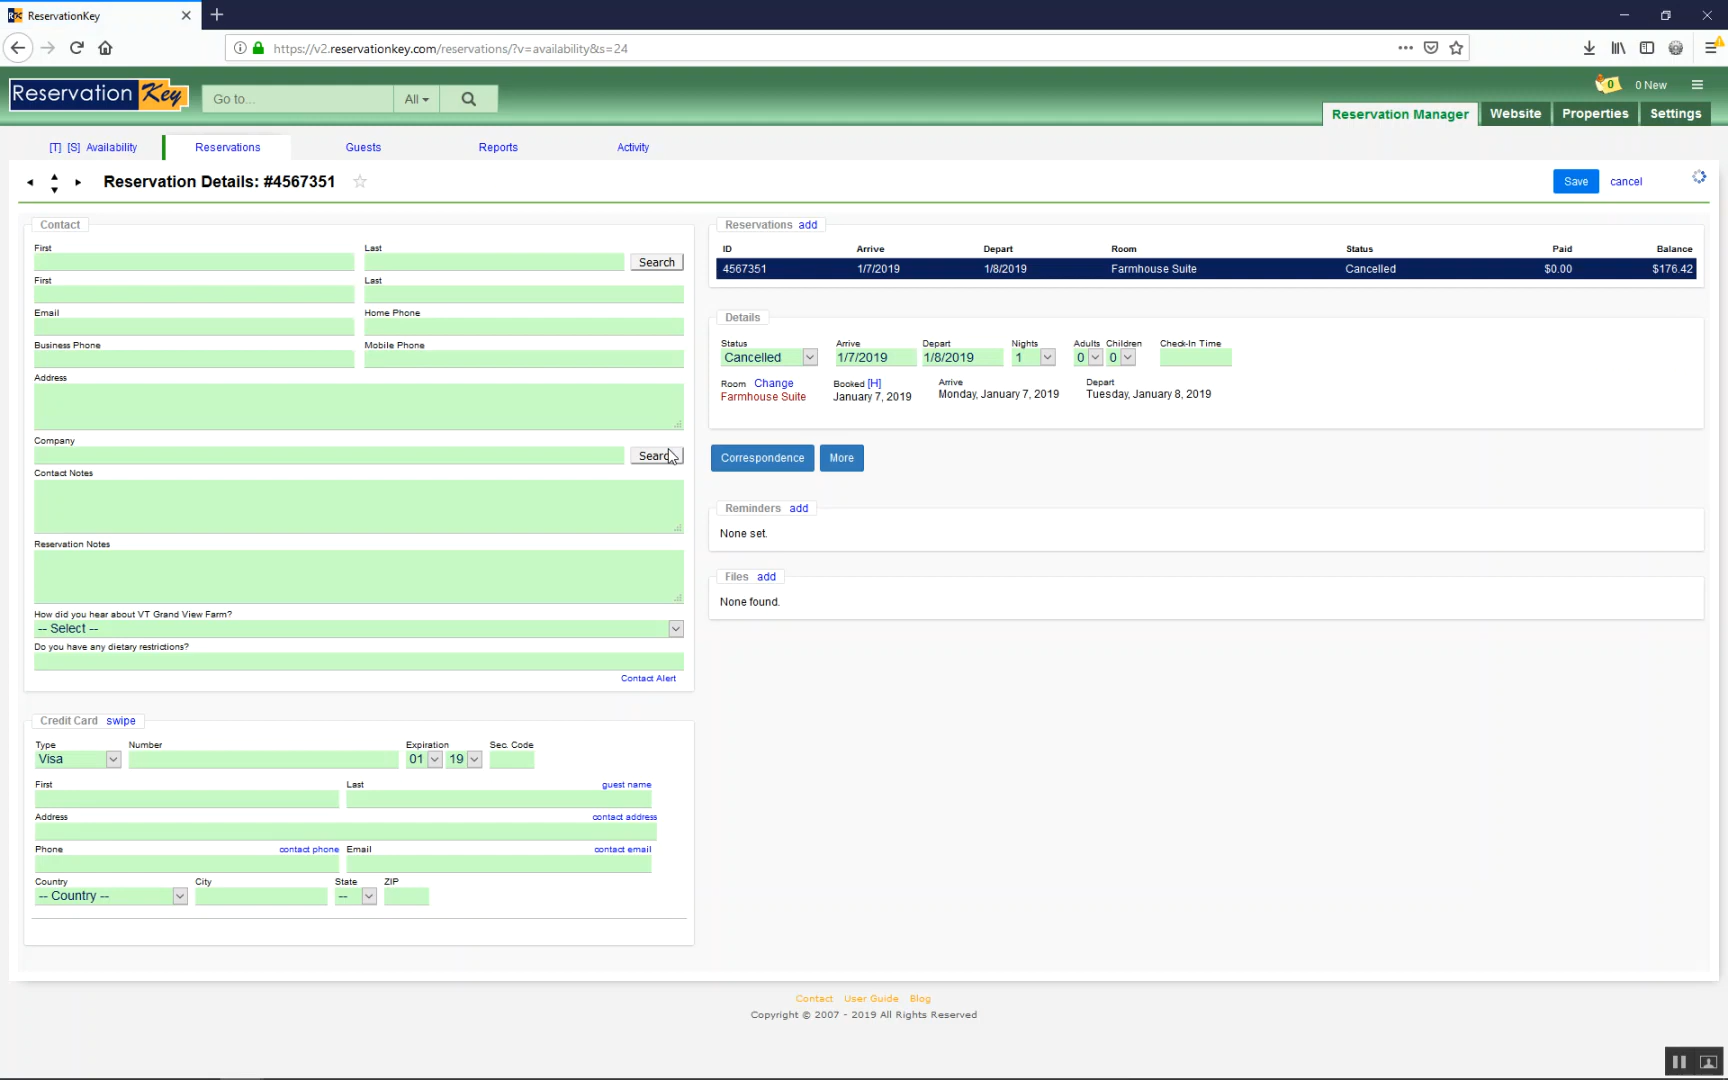 ReservationKey
https://v2.reservationkey.com/reservations/?v=availability&s=24
Reservation Key
Go to...
All
0
0 New
Reservation Manager
Website
Properties
Settings
[T] [S] Availability
Reservations
Guests
Reports
Activity
Reservation Details: #4567351
Save
cancel
Contact
First
Last
Search
First
Last
Email
Home Phone
Business Phone
Mobile Phone
Address
Company
Search
Contact Notes
Reservation Notes
How did you hear about VT Grand View Farm?
-- Select --
Do you have any dietary restrictions?
Contact Alert
Credit Card swipe
Type
Number
Expiration
Sec. Code
Visa
01
19
First
Last
guest name
Address
contact address
Phone
contact phone
Email
contact email
Country
City
State
ZIP
-- Country --
--
Reservations add
ID Arrive Depart Room Status Paid Balance
4567351 1/7/2019 1/8/2019 Farmhouse Suite Cancelled $0.00 $176.42
Details
Status Arrive Depart Nights Adults Children Check-In Time
Cancelled 1/7/2019 1/8/2019 1 0 0
Room Change Booked [H] Arrive Depart
Farmhouse Suite January 7, 2019 Monday, January 7, 2019 Tuesday, January 8, 2019
Correspondence
More
Reminders add
None set.
Files add
None found.
Contact User Guide Blog
Copyright © 2007 - 2019 All Rights Reserved